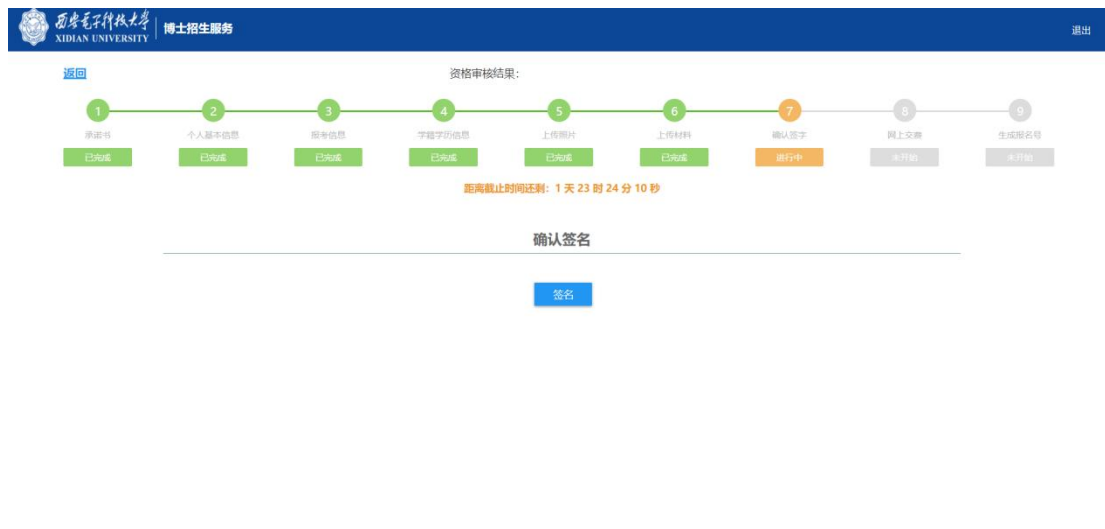 西安电子科技大学
XIDIAN UNIVERSITY
博士招生服务
退出
返回
资格审核结果:
1 2 3 4 5 6 7 8 9
承诺书 个人基本信息 报考信息 学籍学历信息 上传照片 上传材料 确认签字 网上交费 生成报名号
已完成 已完成 已完成 已完成 已完成 已完成 进行中 未开始 未开始
距离截止时间还剩：1 天 23 时 24 分 10 秒
确认签名
签名